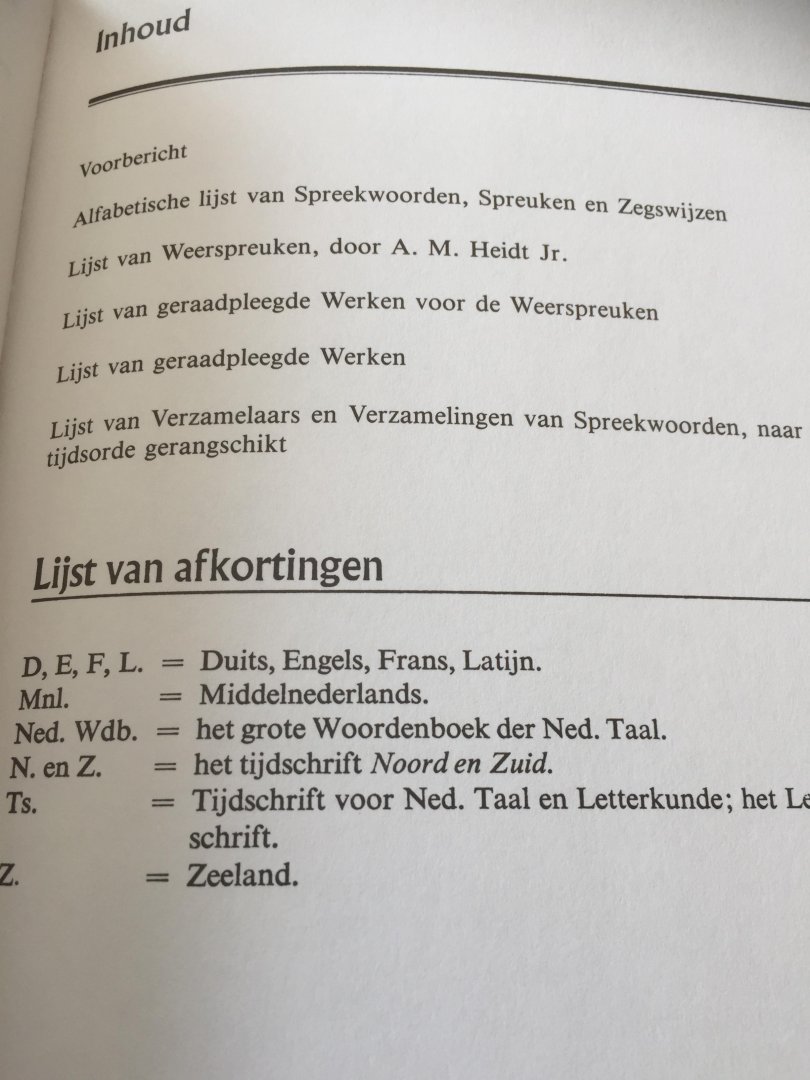 Inhoud
Voorbericht
Alfabetische lijst van Spreekwoorden, Spreuken en Zegswijzen
Lijst van Weerspreuken, door A. M. Heidt Jr.
Lijst van geraadpleegde Werken voor de Weerspreuken
Lijst van geraadpleegde Werken
Lijst van Verzamelaars en Verzamelingen van Spreekwoorden, naar
tijdsorde gerangschikt
Lijst van afkortingen
D, E, F, L. = Duits, Engels, Frans, Latijn.
Mnl. = Middelnederlands.
Ned. Wdb. = het grote Woordenboek der Ned. Taal.
N. en Z. = het tijdschrift Noord en Zuid.
Ts. = Tijdschrift voor Ned. Taal en Letterkunde; het
schrift.
Z. = Zeeland.